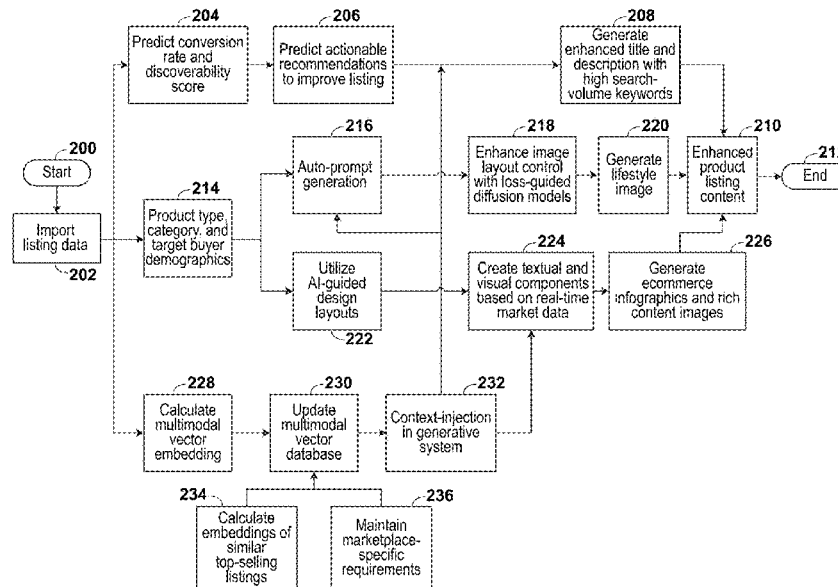 204
Predict conversion
rate and
discoverability
score
206
Predict actionable
recommendations
to improve listing
208
Generate
enhanced title and
description with
high search-
volume keywords
200
Start
Import
listing data
202
214
Product type,
category, and
target buyer
demographics
216
Auto-prompt
generation
218
Enhance image
layout control
with loss-guided
diffusion models
220
Generate
lifestyle
image
210
Enhanced
product
listing
content
End
Utilize
AI-guided
design
layouts
222
224
Create textual and
visual components
based on real-time
market data
226
Generate
ecommerce
infographics and rich
content images
228
Calculate
multimodal
vector
embedding
230
Update
multimodal
vector
database
232
Context-injection
in generative
system
234
Calculate
embeddings of
similar
top-selling
listings
236
Maintain
marketplace-
specific
requirements